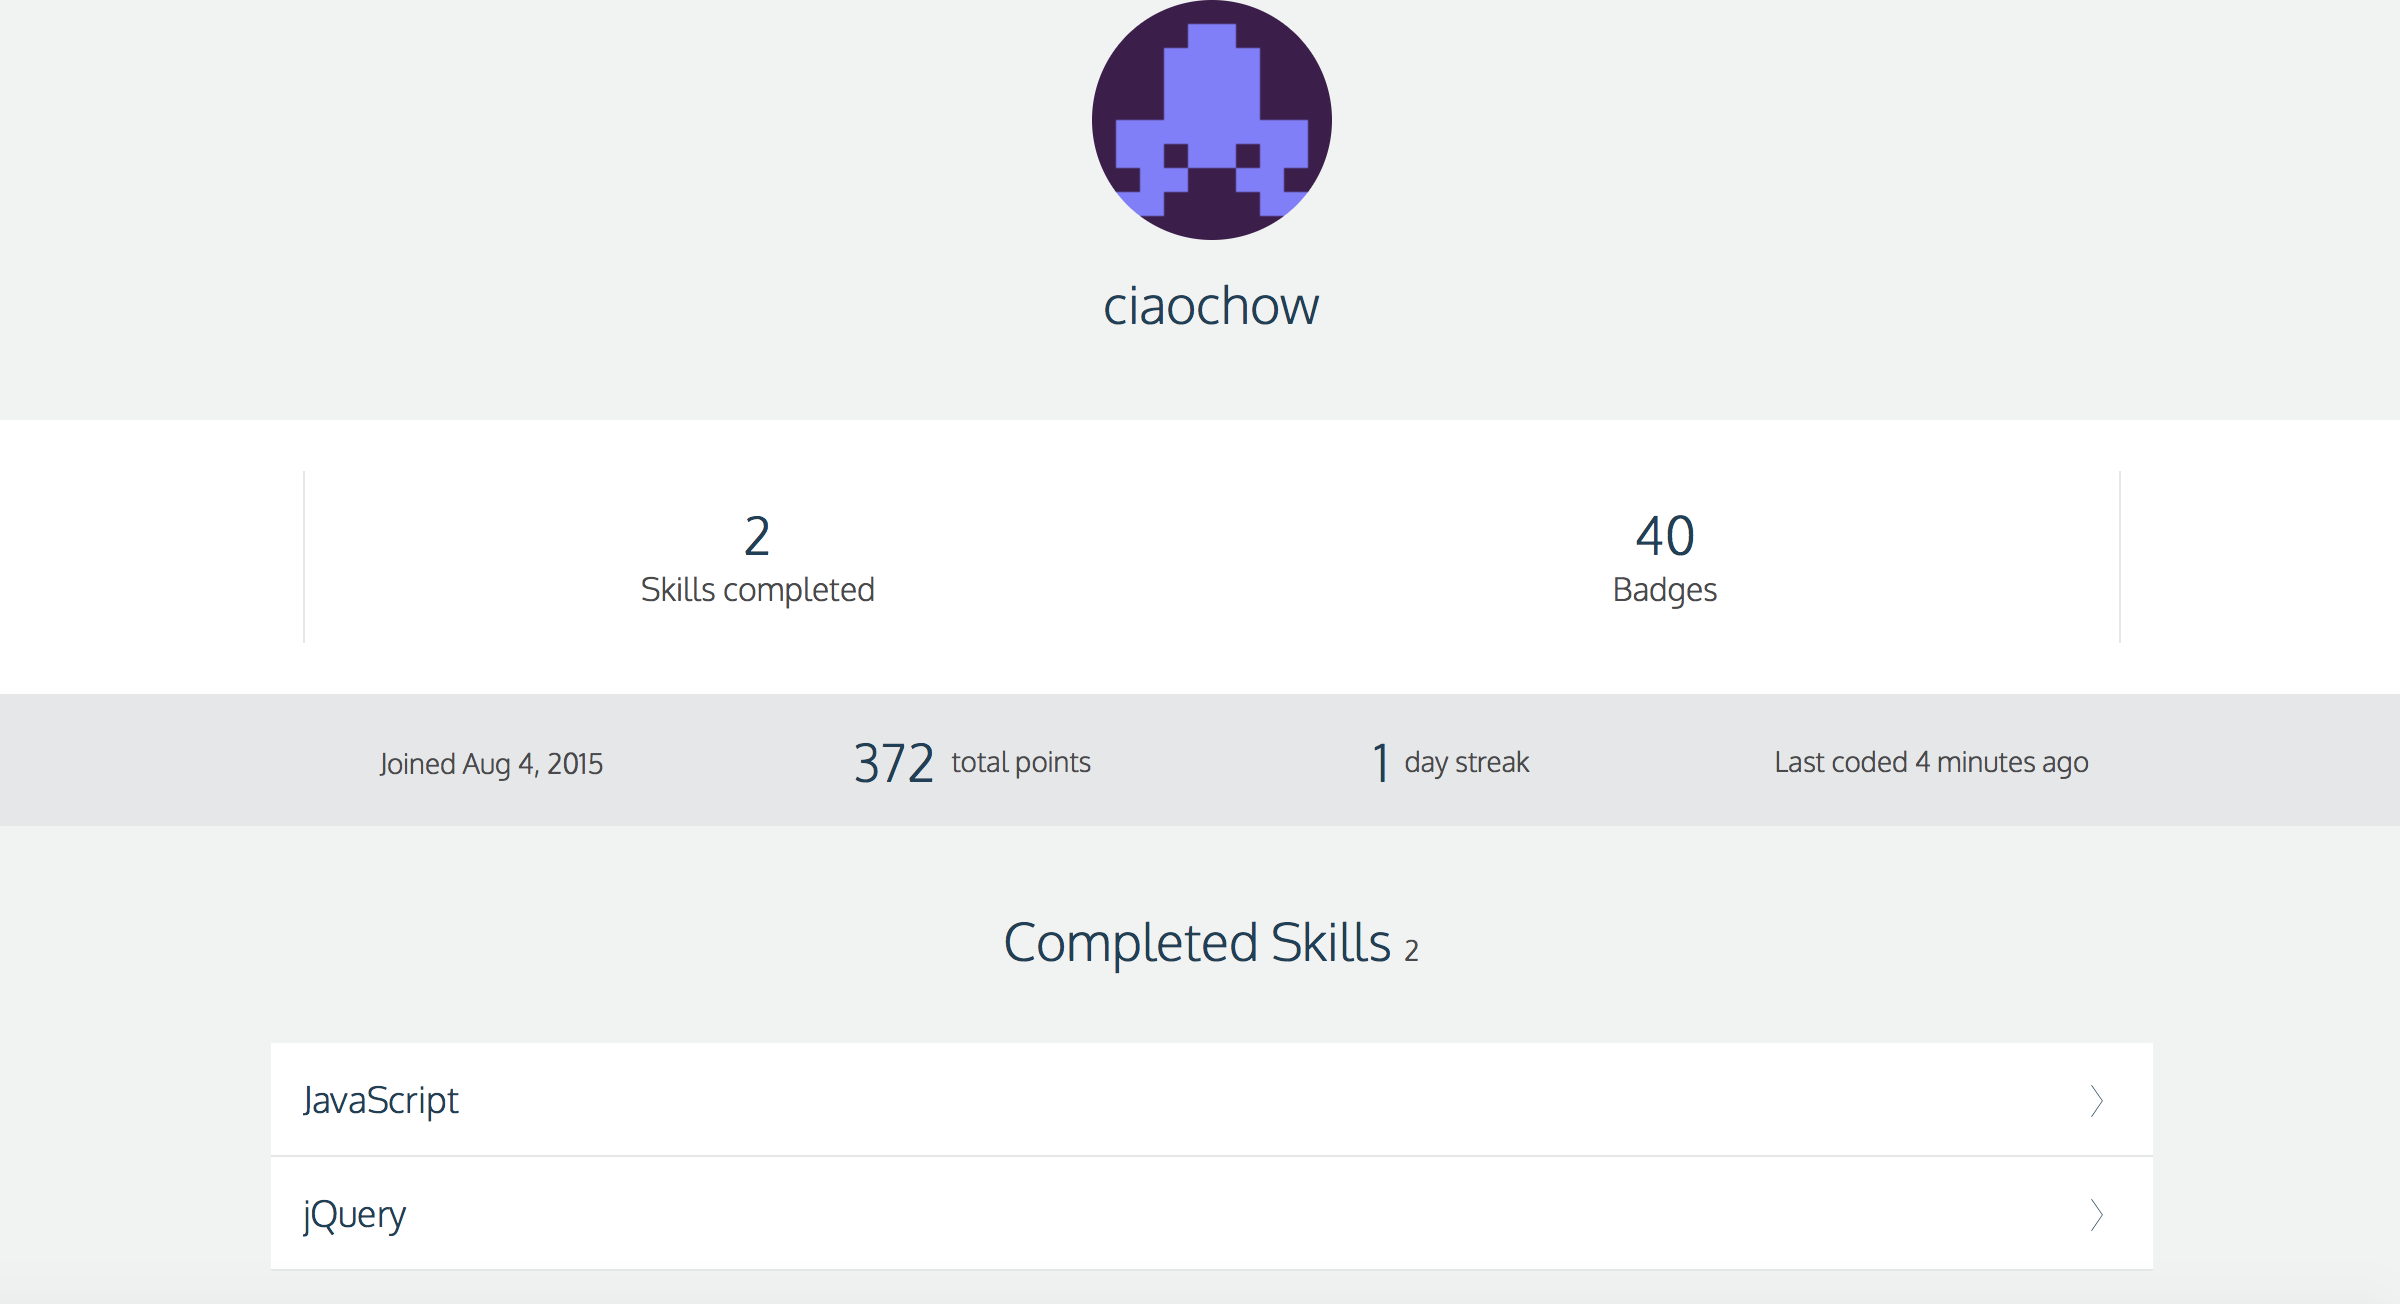 ciaochow
2
Skills completed
40
Badges
Joined Aug 4, 2015
372 total points
1 day streak
Last coded 4 minutes ago
Completed Skills 2
JavaScript
jQuery